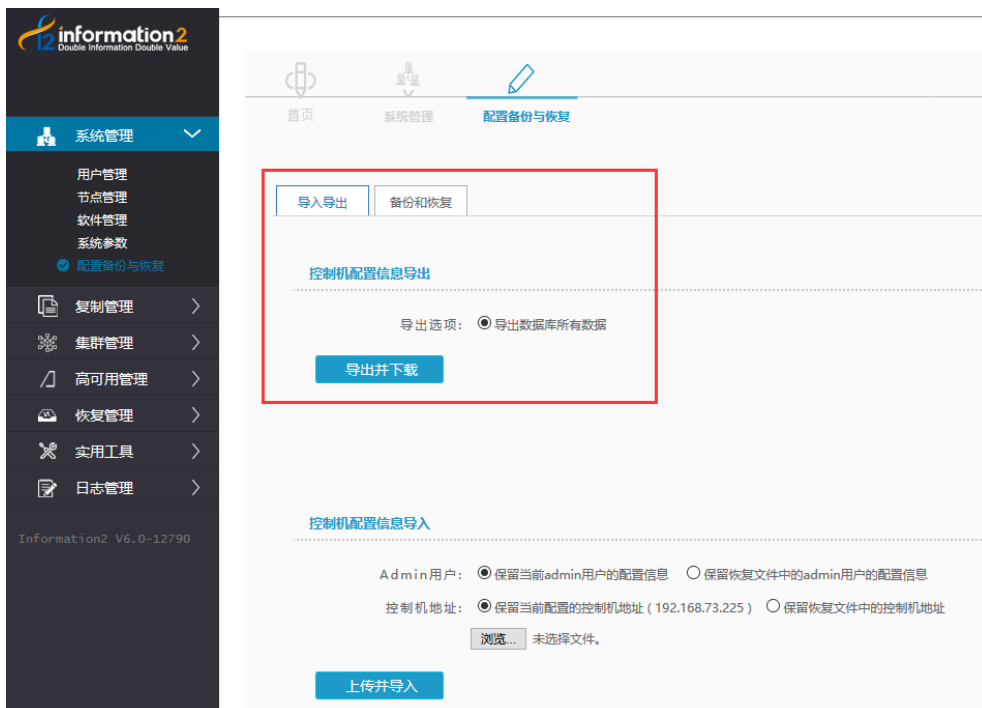 information2
Double Information Double Value
系统管理
用户管理
节点管理
软件管理
系统参数
配置备份与恢复
复制管理
集群管理
高可用管理
恢复管理
实用工具
日志管理
Information2 V6.0-12790
首页 系统管理 配置备份与恢复
导入导出 备份和恢复
控制机配置信息导出
导出选项: 导出数据库所有数据
导出并下载
控制机配置信息导入
Admin用户: 保留当前admin用户的配置信息 保留恢复文件中的admin用户的配置信息
控制机地址: 保留当前配置的控制机地址 ( 192.168.73.225 ) 保留恢复文件中的控制机地址
浏览... 未选择文件。
上传并导入